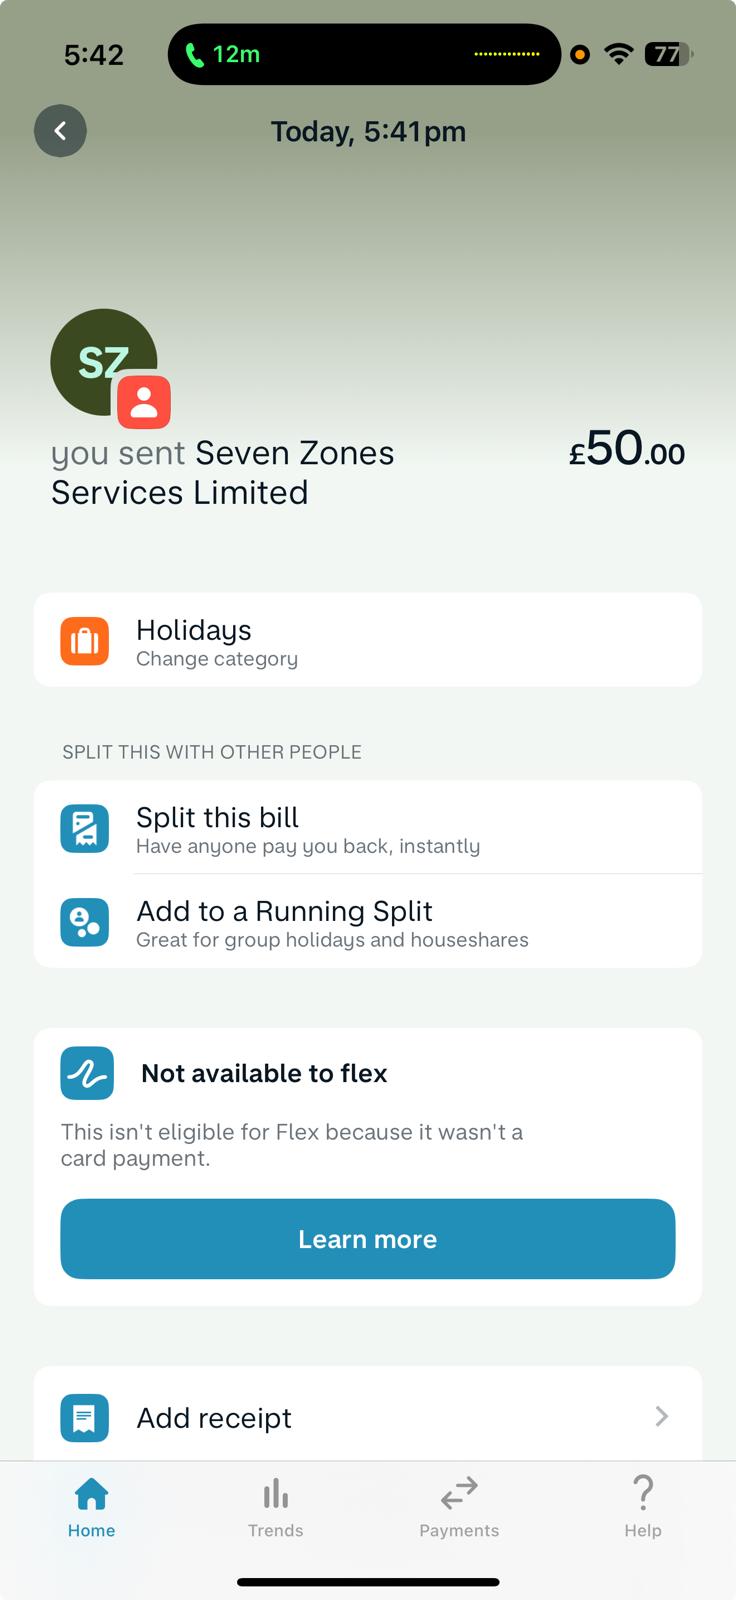 5:42
12m
77
Today, 5:41pm
SZ
you sent Seven Zones
Services Limited
£50.00
Holidays
Change category
SPLIT THIS WITH OTHER PEOPLE
Split this bill
Have anyone pay you back, instantly
Add to a Running Split
Great for group holidays and houseshares
Not available to flex
This isn't eligible for Flex because it wasn't a
card payment.
Learn more
Add receipt
Home
Trends
Payments
Help